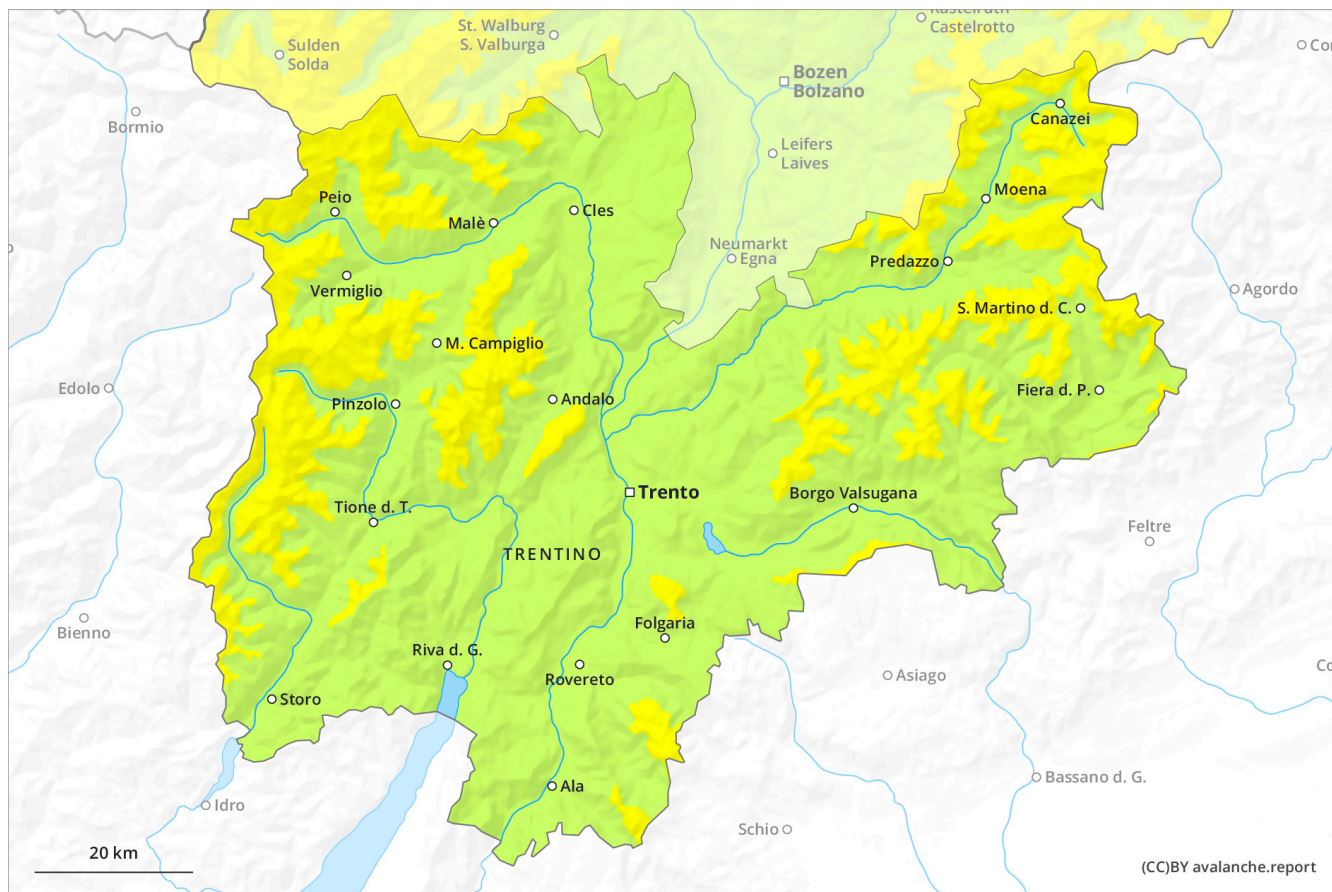 Kastelruth
Castelrotto
St. Walburg
S. Valburga
Sulden
Solda
Bozen
Bolzano
Bormio
Canazei
Leifers
Laives
Peio
Malè
Cles
Moena
Neumarkt
Egna
Predazzo
Vermiglio
Agordo
S. Martino d. C.
M. Campiglio
Edolo
Pinzolo
Andalo
Fiera d. P.
Trento
Borgo Valsugana
Tione d. T.
Feltre
TRENTINO
Bienno
Folgaria
Riva d. G.
Rovereto
Asiago
Storo
Ala
Bassano d. G.
Idro
Schio
20 km
(CC)BY avalanche.report